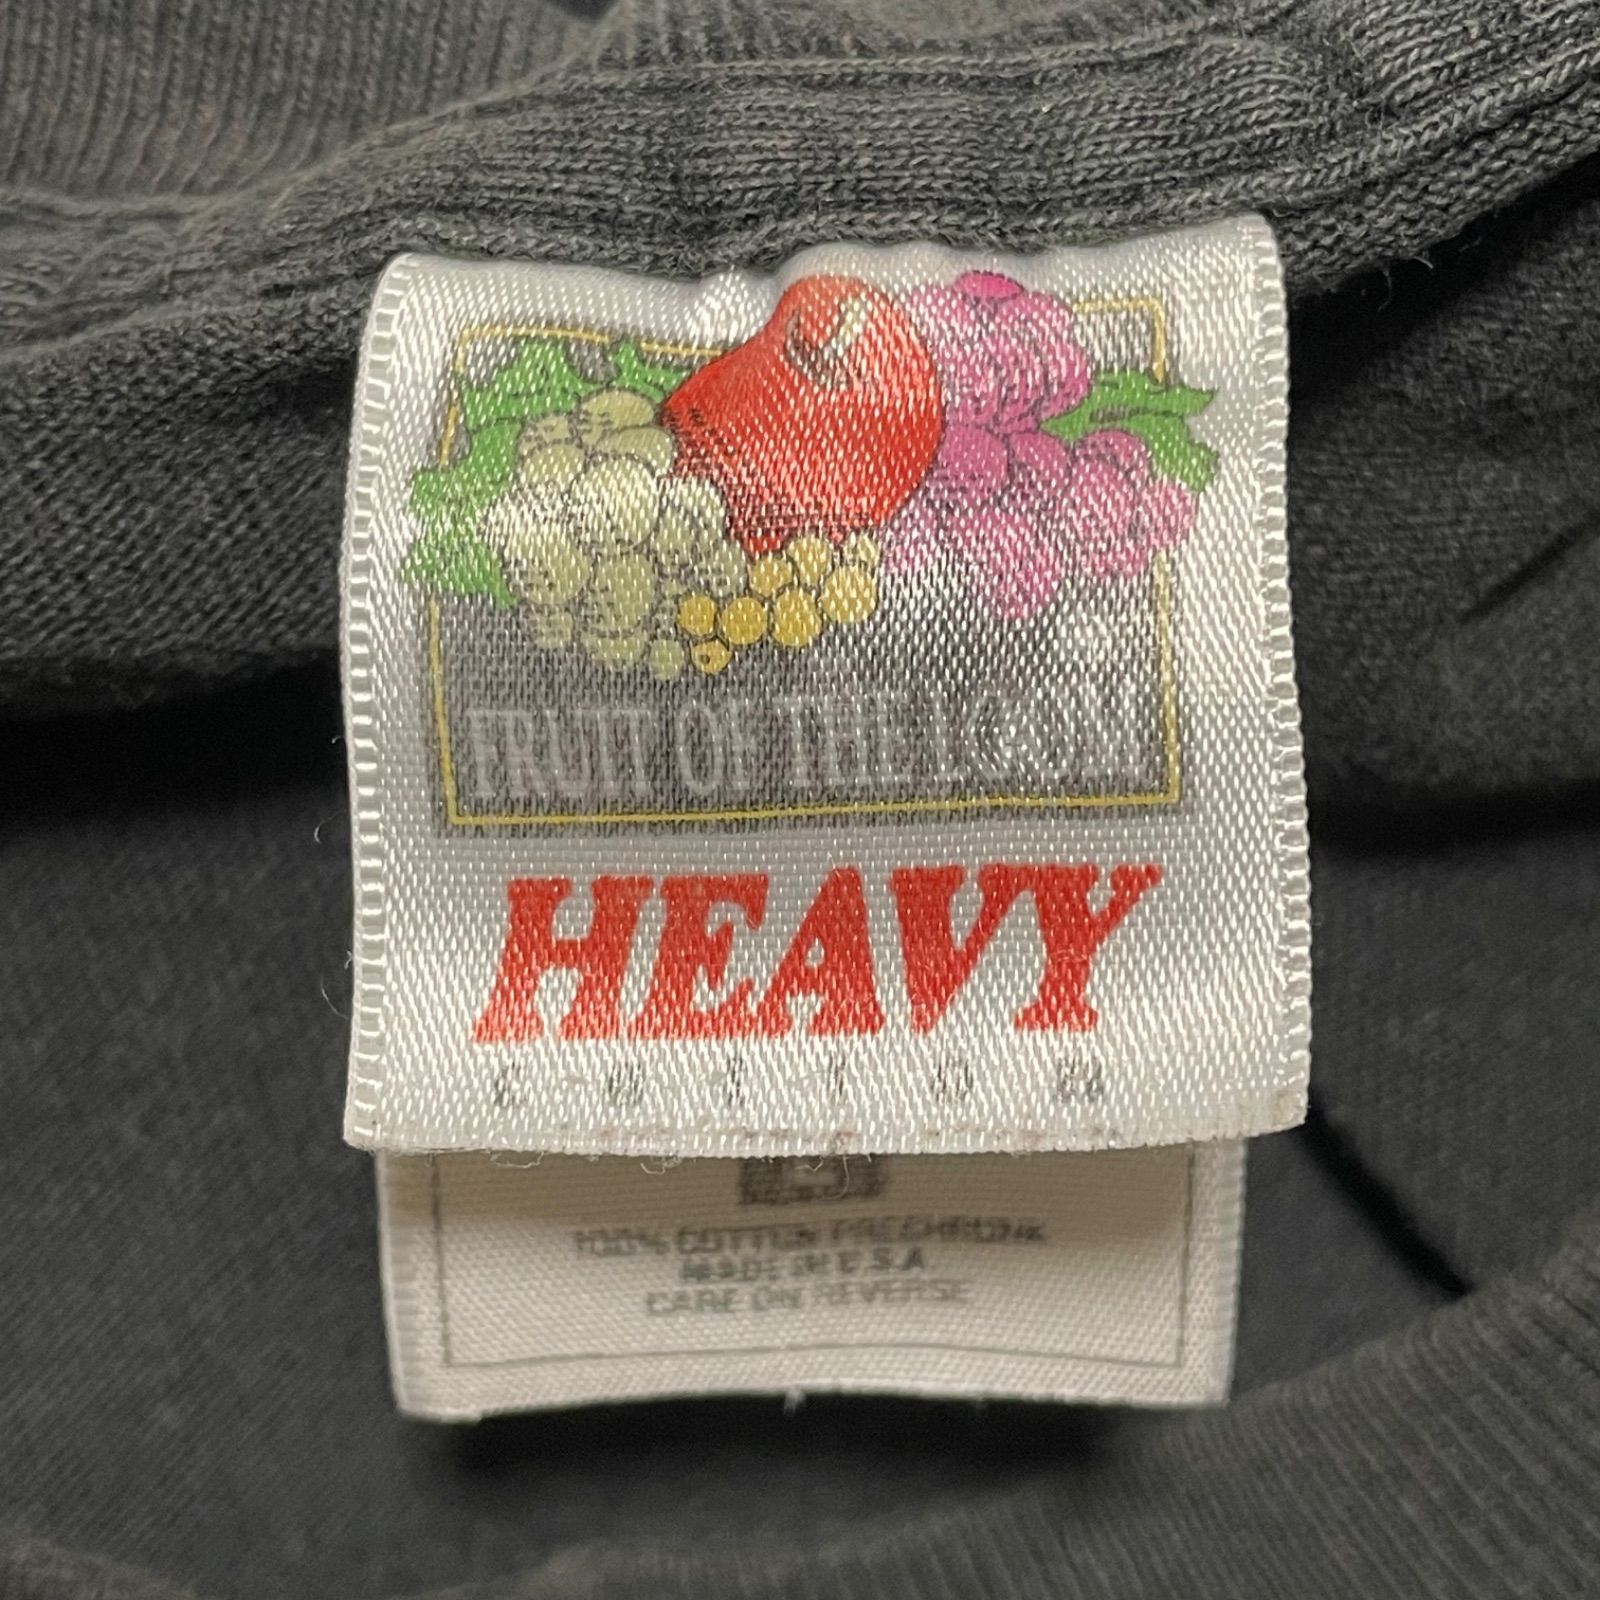 FRUIT OF THE LOOM
HEAVY
COTTON
100% COTTON PRESHRUNK
MADE IN U.S.A
CARE ON REVERSE